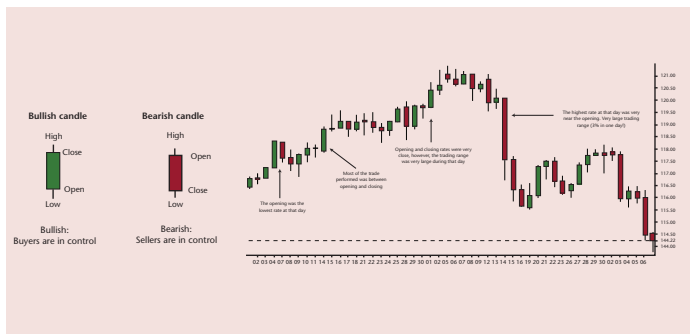 Bullish candle
High
Close
Open
Low
Bullish:
Buyers are in control
Bearish candle
High
Open
Close
Low
Bearish:
Sellers are in control
The opening was the
lowest rate at that day
Most of the trade
performed was between
opening and closing
Opening and closing rates were very
close, however, the trading range
was very large during that day
The highest rate at that day was very
near the opening. Very large trading
range (3% in one day!)
121.00
120.50
120.00
119.50
119.00
118.50
118.00
117.50
117.00
116.50
116.00
115.50
115.00
114.50
114.22
144.00
02 03 04 07 08 09 10 11 14 15 16 17 18 21 22 23 24 25 28 29 30 01 02 05 06 07 08 09 12 13 14 15 16 19 20 21 22 23 26 27 28 29 30 02 03 04 05 06